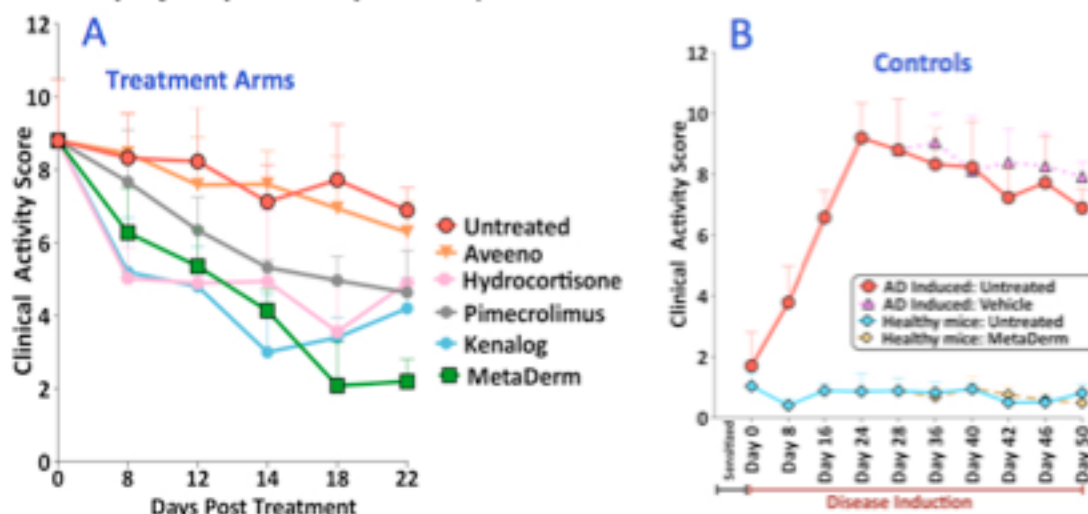 A
Treatment Arms
Clinical Activity Score
12
10
8
6
4
2
0
0 8 12 14 18 22
Days Post Treatment
Untreated
Aveeno
Hydrocortisone
Pimecrolimus
Kenalog
MetaDerm
B
Controls
Clinical Activity Score
12
10
8
6
4
2
0
AD Induced: Untreated
AD Induced: Vehicle
Healthy mice: Untreated
Healthy mice: MetaDerm
Sensitized
Day 0
Day 8
Day 16
Day 24
Day 28
Day 36
Day 40
Day 42
Day 46
Day 50
Disease Induction